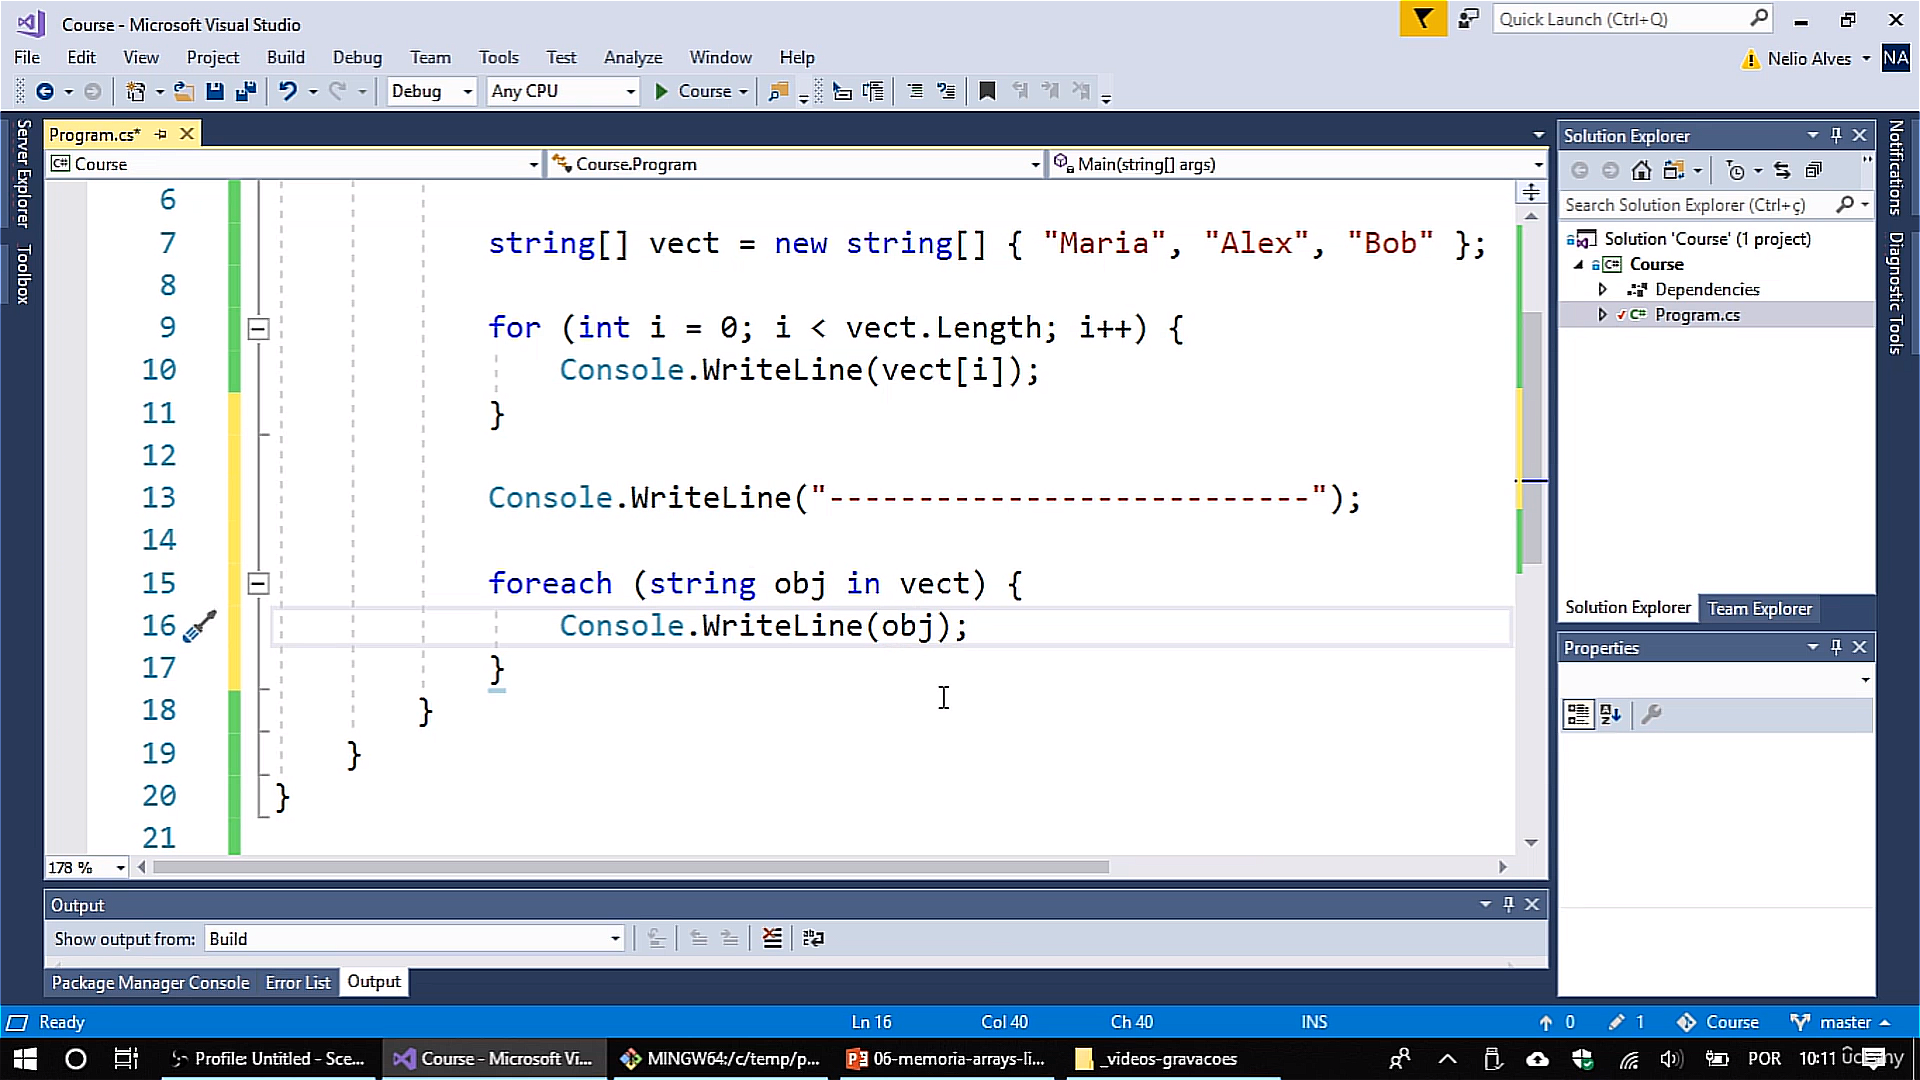 Course - Microsoft Visual Studio
Quick Launch (Ctrl+Q)
File Edit View Project Build Debug Team Tools Test Analyze Window Help
Nelio Alves NA
Debug Any CPU Course
Server Explorer
Toolbox
Program.cs*
Course Course.Program Main(string[] args)
6
7 string[] vect = new string[] { "Maria", "Alex", "Bob" };
8
9 for (int i = 0; i < vect.Length; i++) {
10 Console.WriteLine(vect[i]);
11 }
12
13 Console.WriteLine("---------------------------");
14
15 foreach (string obj in vect) {
16 Console.WriteLine(obj);
17 }
18 }
19 }
20 }
21
178 %
Solution Explorer
Search Solution Explorer (Ctrl+ç)
Solution 'Course' (1 project)
Course
Dependencies
Program.cs
Solution Explorer Team Explorer
Properties
Notifications
Diagnostic Tools
Output
Show output from: Build
Package Manager Console Error List Output
Ready Ln 16 Col 40 Ch 40 INS 0 1 Course master
Profile: Untitled - Sce... Course - Microsoft Vi... MINGW64:/c/temp/p... 06-memoria-arrays-li... _videos-gravacoes POR 10:11
ûdemy